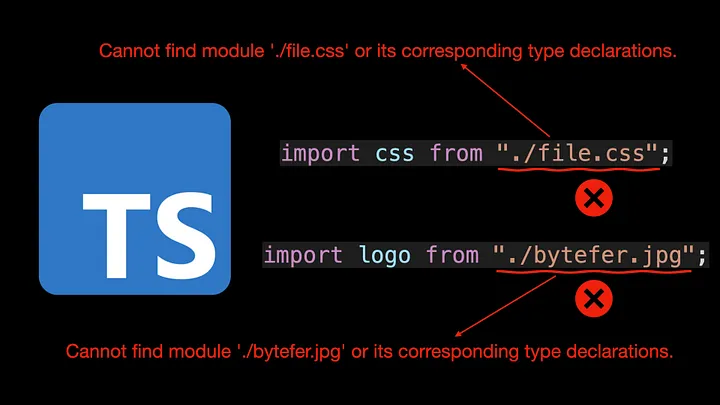 Cannot find module './file.css' or its corresponding type declarations.
import css from "./file.css";
TS
import logo from "./bytefer.jpg";
Cannot find module './bytefer.jpg' or its corresponding type declarations.